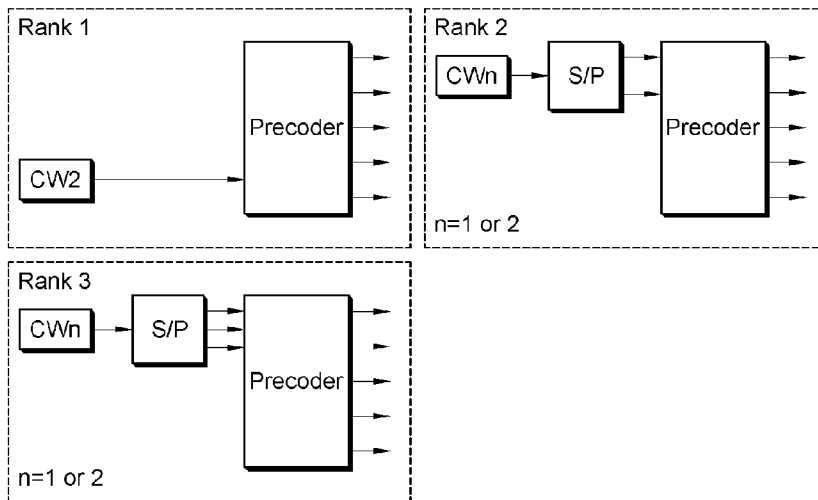 Rank 1
CW2
Precoder
Rank 2
CWn
S/P
Precoder
n=1 or 2
Rank 3
CWn
S/P
Precoder
n=1 or 2